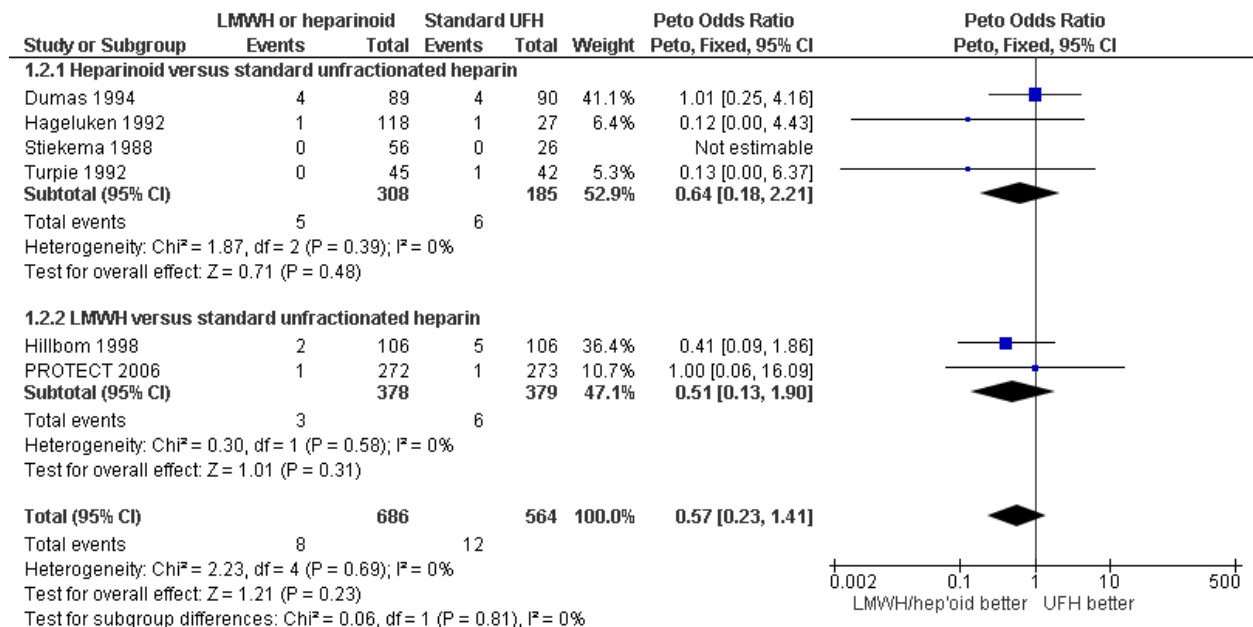 LMWH or heparinoid Standard UFH Peto Odds Ratio Peto Odds Ratio
Study or Subgroup Events Total Events Total Weight Peto, Fixed, 95% CI Peto, Fixed, 95% CI
1.2.1 Heparinoid versus standard unfractionated heparin
Dumas 1994 4 89 4 90 41.1% 1.01 [0.25, 4.16]
Hageluken 1992 1 118 1 27 6.4% 0.12 [0.00, 4.43]
Stiekema 1988 0 56 0 26 Not estimable
Turpie 1992 0 45 1 42 5.3% 0.13 [0.00, 6.37]
Subtotal (95% CI) 308 185 52.9% 0.64 [0.18, 2.21]
Total events 5 6
Heterogeneity: Chi² = 1.87, df = 2 (P = 0.39); I² = 0%
Test for overall effect: Z = 0.71 (P = 0.48)
1.2.2 LMWH versus standard unfractionated heparin
Hillbom 1998 2 106 5 106 36.4% 0.41 [0.09, 1.86]
PROTECT 2006 1 272 1 273 10.7% 1.00 [0.06, 16.09]
Subtotal (95% CI) 378 379 47.1% 0.51 [0.13, 1.90]
Total events 3 6
Heterogeneity: Chi² = 0.30, df = 1 (P = 0.58); I² = 0%
Test for overall effect: Z = 1.01 (P = 0.31)
Total (95% CI) 686 564 100.0% 0.57 [0.23, 1.41]
Total events 8 12
Heterogeneity: Chi² = 2.23, df = 4 (P = 0.69); I² = 0%
Test for overall effect: Z = 1.21 (P = 0.23)
Test for subgroup differences: Chi² = 0.06, df = 1 (P = 0.81), I² = 0%
0.002 0.1 1 10 500
LMWH/hep'oid better UFH better